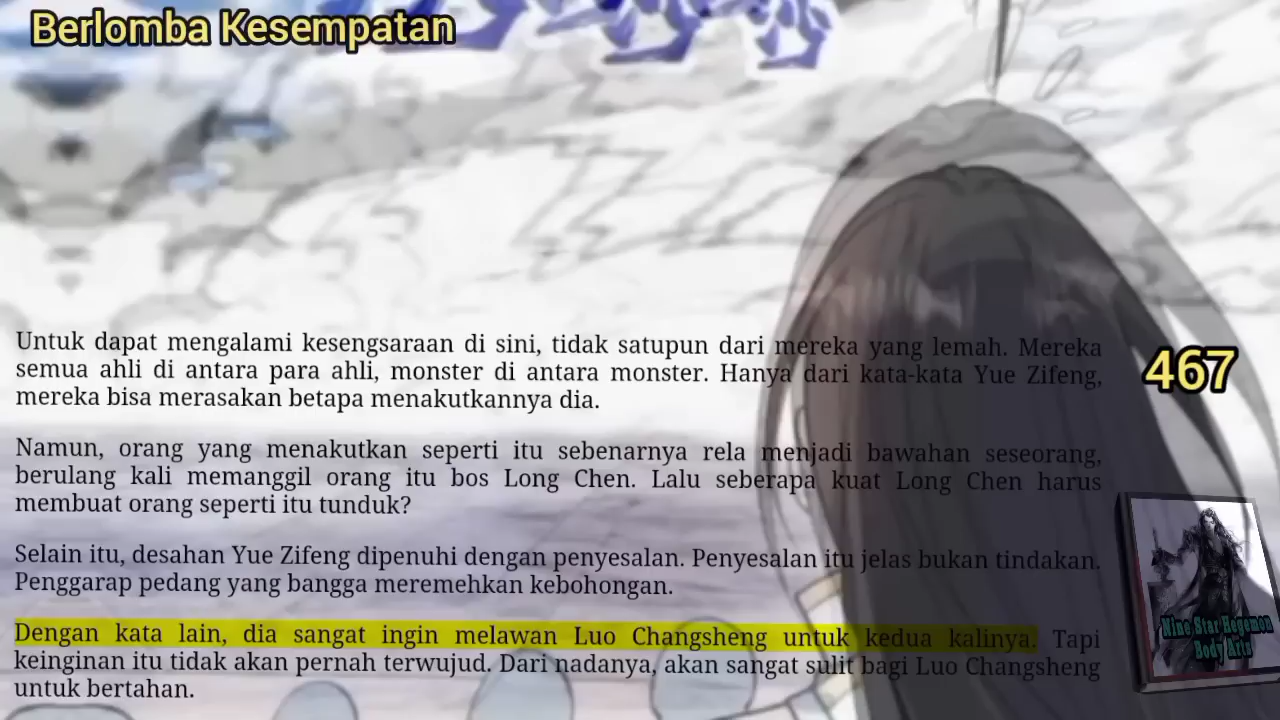 Berlomba Kesempatan
Untuk dapat mengalami kesengsaraan di sini, tidak satupun dari mereka yang lemah. Mereka
semua ahli di antara para ahli, monster di antara monster. Hanya dari kata-kata Yue Zifeng,
mereka bisa merasakan betapa menakutkannya dia.
467
Namun, orang yang menakutkan seperti itu sebenarnya rela menjadi bawahan seseorang,
berulang kali memanggil orang itu bos Long Chen. Lalu seberapa kuat Long Chen harus
membuat orang seperti itu tunduk?
Selain itu, desahan Yue Zifeng dipenuhi dengan penyesalan. Penyesalan itu jelas bukan tindakan.
Penggarap pedang yang bangga meremehkan kebohongan.
Dengan kata lain, dia sangat ingin melawan Luo Changsheng untuk kedua kalinya. Tapi
keinginan itu tidak akan pernah terwujud. Dari nadanya, akan sangat sulit bagi Luo Changsheng
untuk bertahan.
Nine Star Hegemon
Body Arts